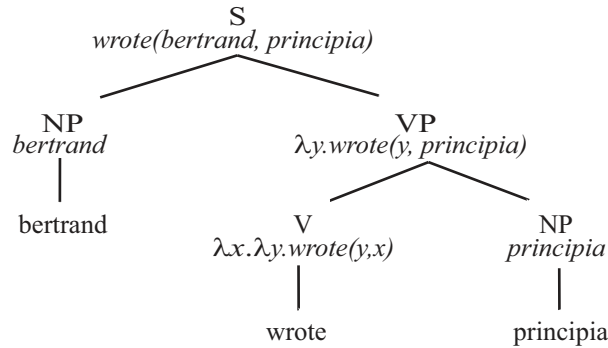 S
wrote(bertrand, principia)
NP
bertrand
VP
λy.wrote(y, principia)
bertrand
V
λx.λy.wrote(y,x)
NP
principia
wrote
principia